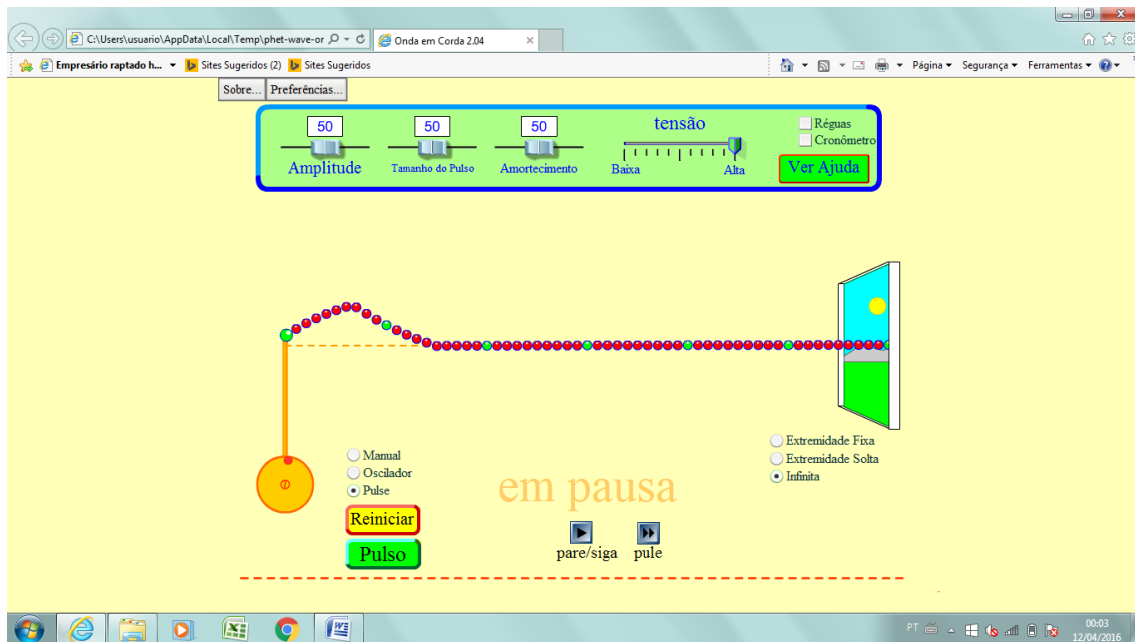 C:\Users\usuario\AppData\Local\Temp\phet-wave-or
Onda em Corda 2.04
Empresário raptado h...
Sites Sugeridos (2)
Sites Sugeridos
Página
Segurança
Ferramentas
Sobre...
Preferências...
50
50
50
Amplitude
Tamanho do Pulso
Amortecimento
tensão
Baixa
Alta
Réguas
Cronômetro
Ver Ajuda
Manual
Oscilador
Pulse
Reiniciar
Pulso
em pausa
pare/siga
pule
Extremidade Fixa
Extremidade Solta
Infinita
PT
00:03
12/04/2016